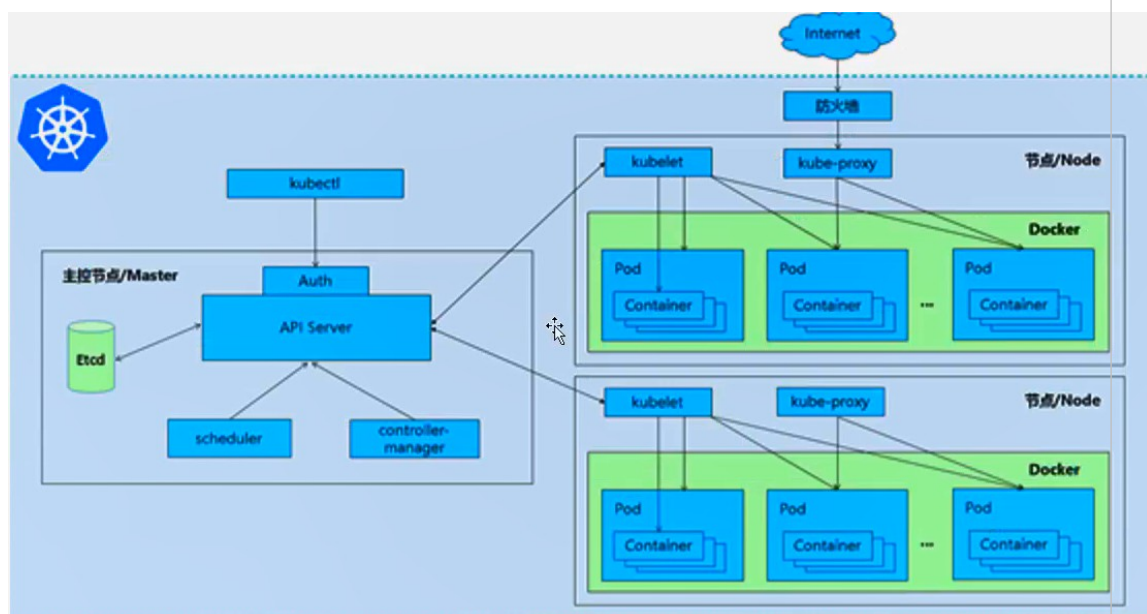 Internet
防火墙
kubelet
kube-proxy
节点/Node
kubectl
Docker
主控节点/Master
Auth
Pod
Pod
Pod
Container
Container
...
Container
API Server
Etcd
kubelet
kube-proxy
节点/Node
scheduler
controller-
manager
Docker
Pod
Pod
Pod
Container
Container
...
Container